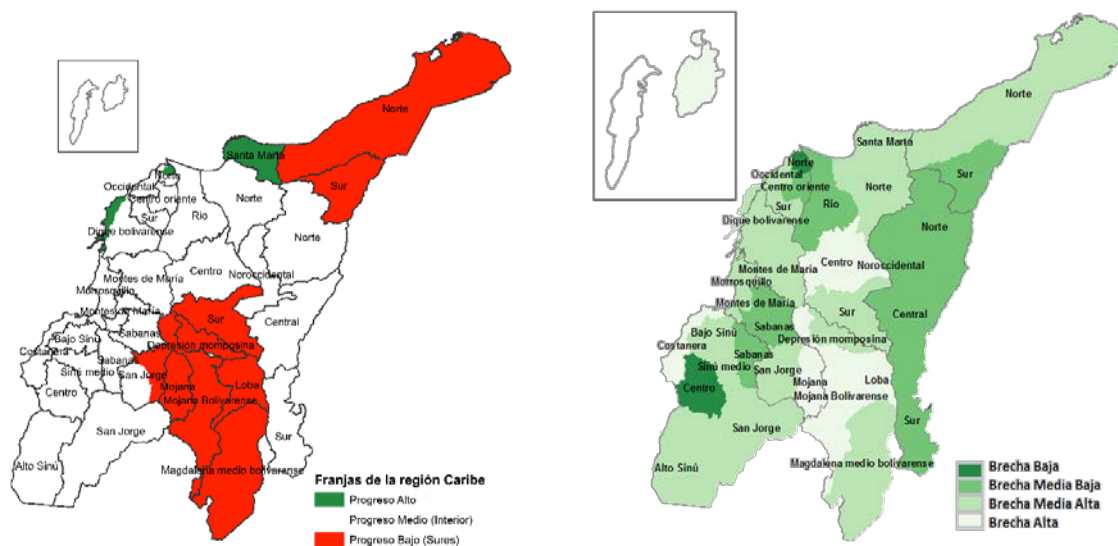 Norte
Santa Marta
Sur
Norte
Occidental
Centro oriente
Norte
Sur
Río
Dique bolivarense
Norte
Centro
Noroccidental
Montes de María
Morrosquillo
Montes de María
Sur
Central
Sabanas
Bajo Sinú
Depresión momposina
Costanera
Sabanas
Sinú medio
San Jorge
Mojana
Loba
Centro
Mojana Bolivarense
San Jorge
Sur
Alto Sinú
Magdalena medio bolivarense
Franjas de la región Caribe
Progreso Alto
Progreso Medio (Interior)
Progreso Bajo (Sures)
Norte
Santa Marta
Norte
Occidental
Centro oriente
Sur
Norte
Río
Sur
Dique bolivarense
Norte
Centro
Noroccidental
Montes de María
Morrosquillo
Montes de María
Sur
Central
Bajo Sinú
Sabanas
Depresión momposina
Costanera
Sabanas
Sinú medio
San Jorge
Mojana
Loba
Centro
Mojana Bolivarense
San Jorge
Sur
Alto Sinú
Magdalena medio bolivarense
Brecha Baja
Brecha Media Baja
Brecha Media Alta
Brecha Alta